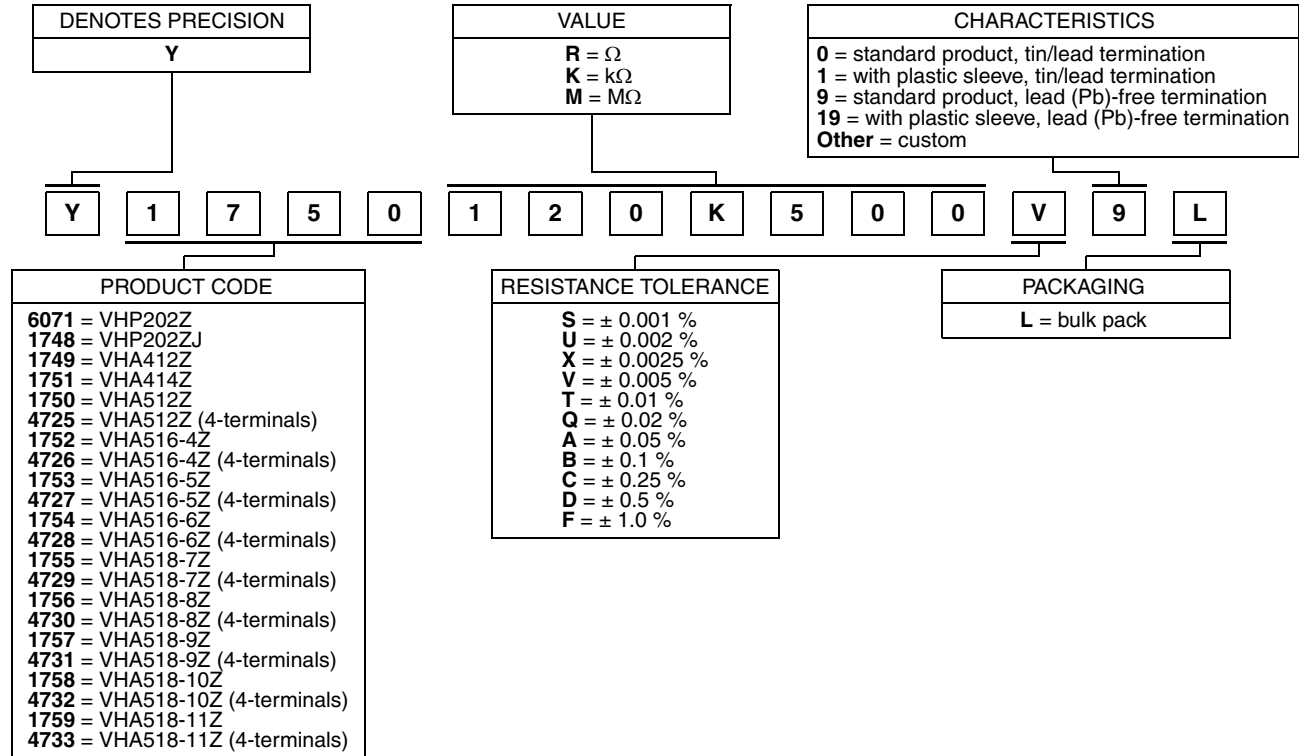 DENOTES PRECISION
Y
VALUE
R = Ω
K = kΩ
M = MΩ
CHARACTERISTICS
0 = standard product, tin/lead termination
1 = with plastic sleeve, tin/lead termination
9 = standard product, lead (Pb)-free termination
19 = with plastic sleeve, lead (Pb)-free termination
Other = custom
Y 1 7 5 0 1 2 0 K 5 0 0 V 9 L
PRODUCT CODE
6071 = VHP202Z
1748 = VHP202ZJ
1749 = VHA412Z
1751 = VHA414Z
1750 = VHA512Z
4725 = VHA512Z (4-terminals)
1752 = VHA516-4Z
4726 = VHA516-4Z (4-terminals)
1753 = VHA516-5Z
4727 = VHA516-5Z (4-terminals)
1754 = VHA516-6Z
4728 = VHA516-6Z (4-terminals)
1755 = VHA518-7Z
4729 = VHA518-7Z (4-terminals)
1756 = VHA518-8Z
4730 = VHA518-8Z (4-terminals)
1757 = VHA518-9Z
4731 = VHA518-9Z (4-terminals)
1758 = VHA518-10Z
4732 = VHA518-10Z (4-terminals)
1759 = VHA518-11Z
4733 = VHA518-11Z (4-terminals)
RESISTANCE TOLERANCE
S = ± 0.001 %
U = ± 0.002 %
X = ± 0.0025 %
V = ± 0.005 %
T = ± 0.01 %
Q = ± 0.02 %
A = ± 0.05 %
B = ± 0.1 %
C = ± 0.25 %
D = ± 0.5 %
F = ± 1.0 %
PACKAGING
L = bulk pack